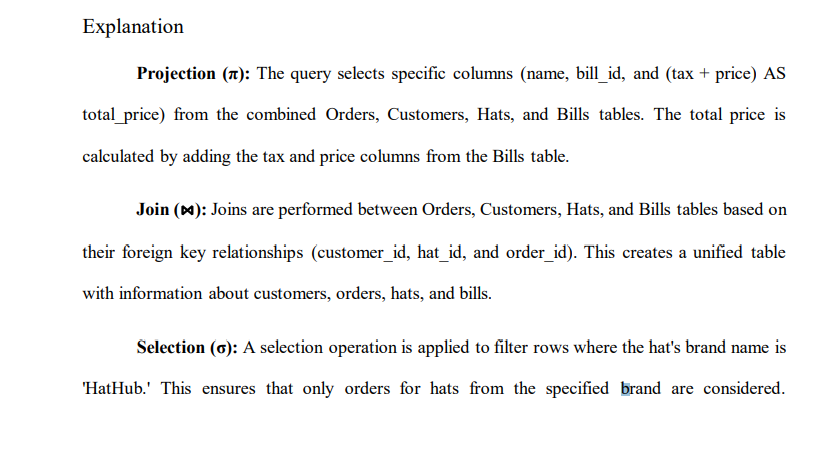 Explanation
Projection (π): The query selects specific columns (name, bill_id, and (tax + price) AS
total_price) from the combined Orders, Customers, Hats, and Bills tables. The total price is
calculated by adding the tax and price columns from the Bills table.
Join (⋈): Joins are performed between Orders, Customers, Hats, and Bills tables based on
their foreign key relationships (customer_id, hat_id, and order_id). This creates a unified table
with information about customers, orders, hats, and bills.
Selection (σ): A selection operation is applied to filter rows where the hat's brand name is
'HatHub.' This ensures that only orders for hats from the specified brand are considered.